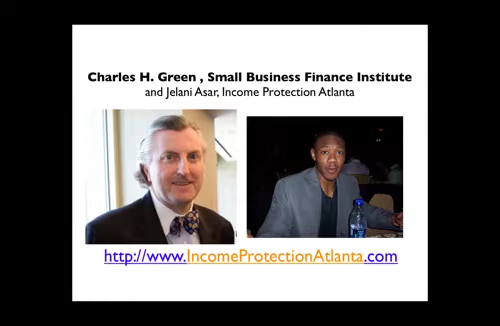 Charles H. Green , Small Business Finance Institute
and Jelani Asar, Income Protection Atlanta
http://www.IncomeProtectionAtlanta.com